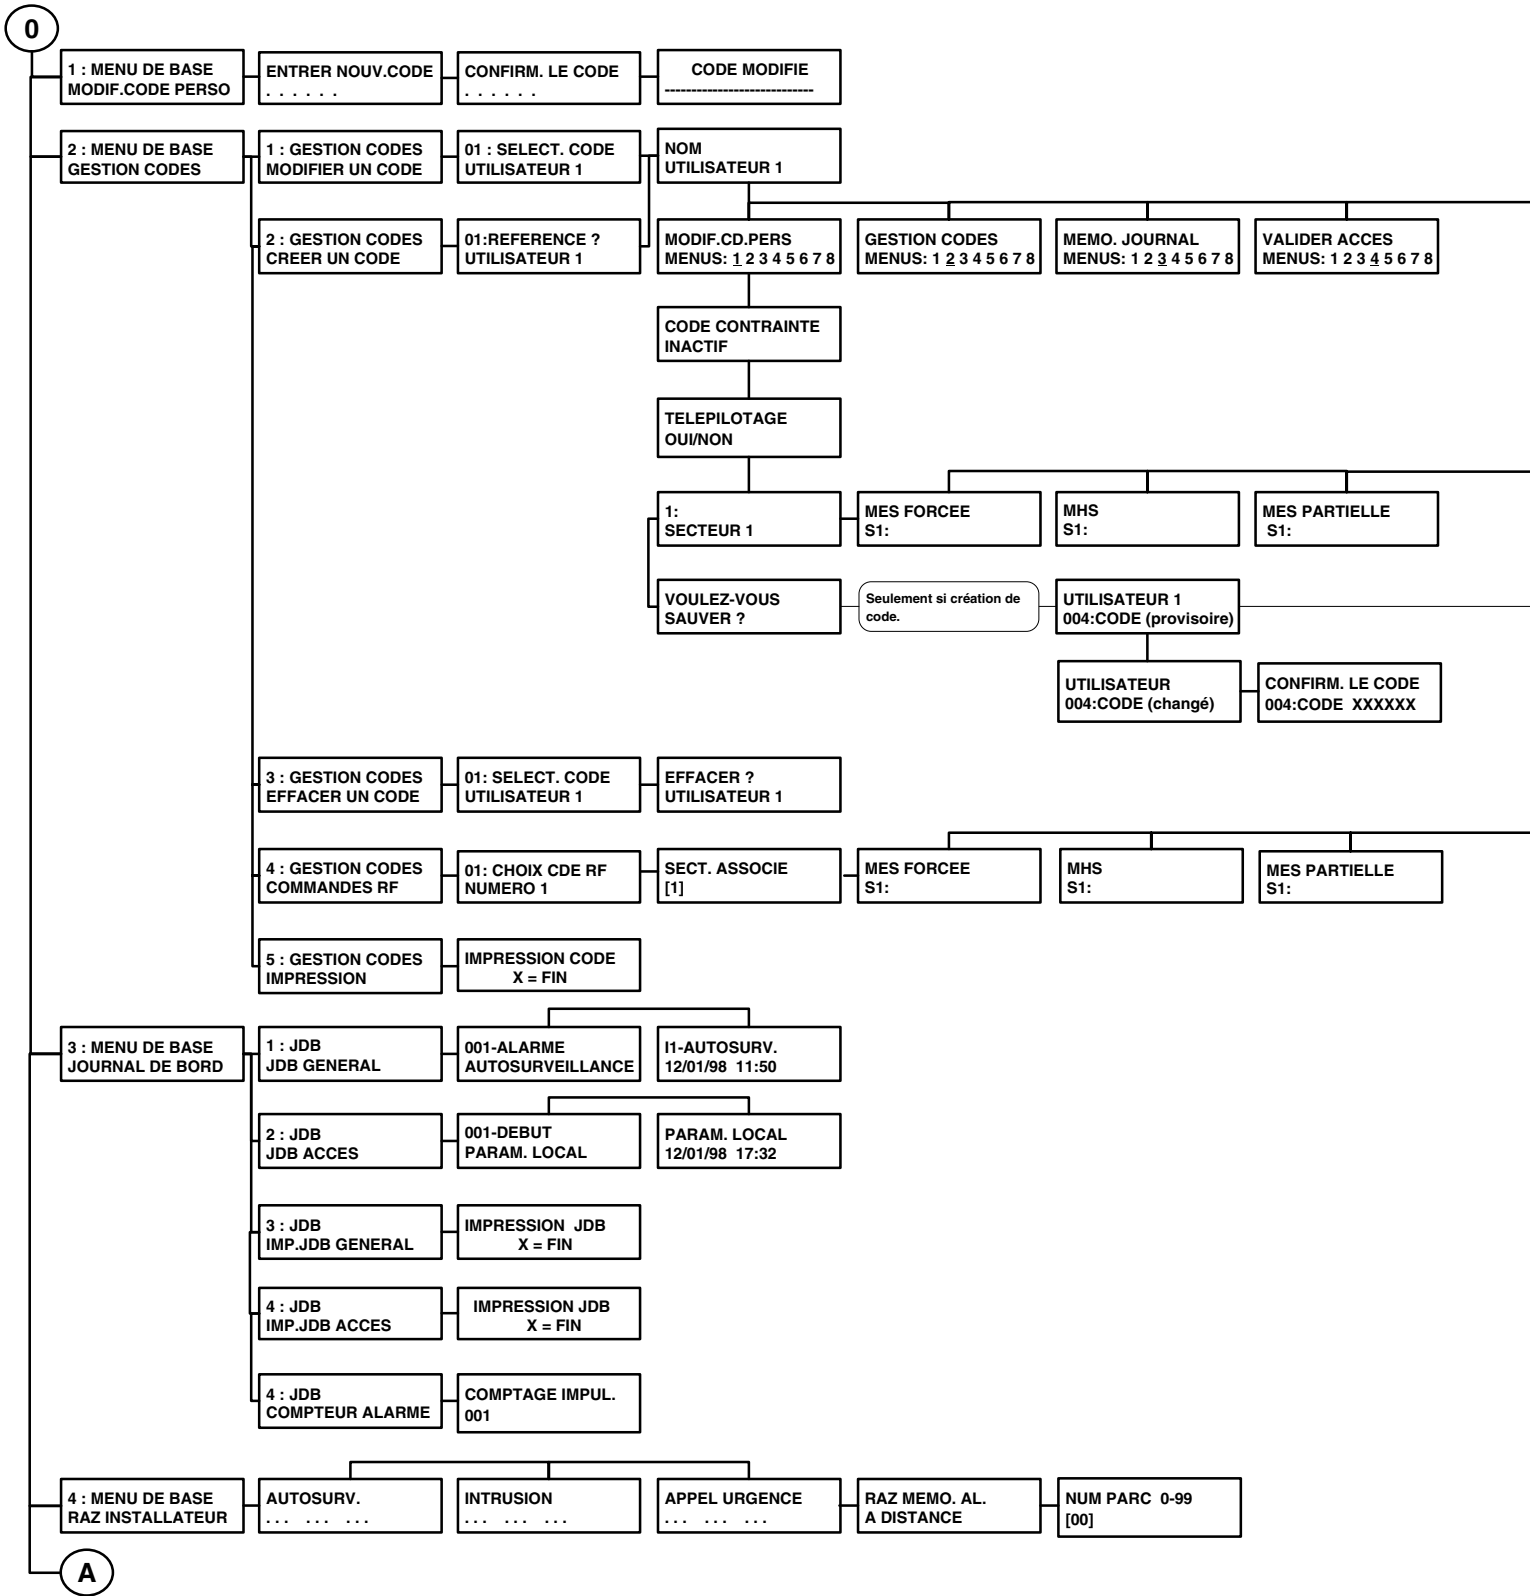 0
1 : MENU DE BASE
MODIF.CODE PERSO
ENTRER NOUV.CODE
. . . . . .
CONFIRM. LE CODE
. . . . . .
CODE MODIFIE
----------------------------
2 : MENU DE BASE
GESTION CODES
1 : GESTION CODES
MODIFIER UN CODE
01 : SELECT. CODE
UTILISATEUR 1
NOM
UTILISATEUR 1
2 : GESTION CODES
CREER UN CODE
01:REFERENCE ?
UTILISATEUR 1
MODIF.CD.PERS
MENUS: 1 2 3 4 5 6 7 8
GESTION CODES
MENUS: 1 2 3 4 5 6 7 8
MEMO. JOURNAL
MENUS: 1 2 3 4 5 6 7 8
VALIDER ACCES
MENUS: 1 2 3 4 5 6 7 8
CODE CONTRAINTE
INACTIF
TELEPILOTAGE
OUI/NON
1:
SECTEUR 1
MES FORCEE
S1:
MHS
S1:
MES PARTIELLE
S1:
VOULEZ-VOUS
SAUVER ?
Seulement si création de
code.
UTILISATEUR 1
004:CODE (provisoire)
UTILISATEUR
004:CODE (changé)
CONFIRM. LE CODE
004:CODE XXXXXX
3 : GESTION CODES
EFFACER UN CODE
01: SELECT. CODE
UTILISATEUR 1
EFFACER ?
UTILISATEUR 1
4 : GESTION CODES
COMMANDES RF
01: CHOIX CDE RF
NUMERO 1
SECT. ASSOCIE
[1]
MES FORCEE
S1:
MHS
S1:
MES PARTIELLE
S1:
5 : GESTION CODES
IMPRESSION
IMPRESSION CODE
X = FIN
3 : MENU DE BASE
JOURNAL DE BORD
1 : JDB
JDB GENERAL
001-ALARME
AUTOSURVEILLANCE
I1-AUTOSURV.
12/01/98 11:50
2 : JDB
JDB ACCES
001-DEBUT
PARAM. LOCAL
PARAM. LOCAL
12/01/98 17:32
3 : JDB
IMP.JDB GENERAL
IMPRESSION JDB
X = FIN
4 : JDB
IMP.JDB ACCES
IMPRESSION JDB
X = FIN
4 : JDB
COMPTEUR ALARME
COMPTAGE IMPUL.
001
4 : MENU DE BASE
RAZ INSTALLATEUR
AUTOSURV.
. . . . . . . . .
INTRUSION
. . . . . . . . .
APPEL URGENCE
. . . . . . . . .
RAZ MEMO. AL.
A DISTANCE
NUM PARC 0-99
[00]
A